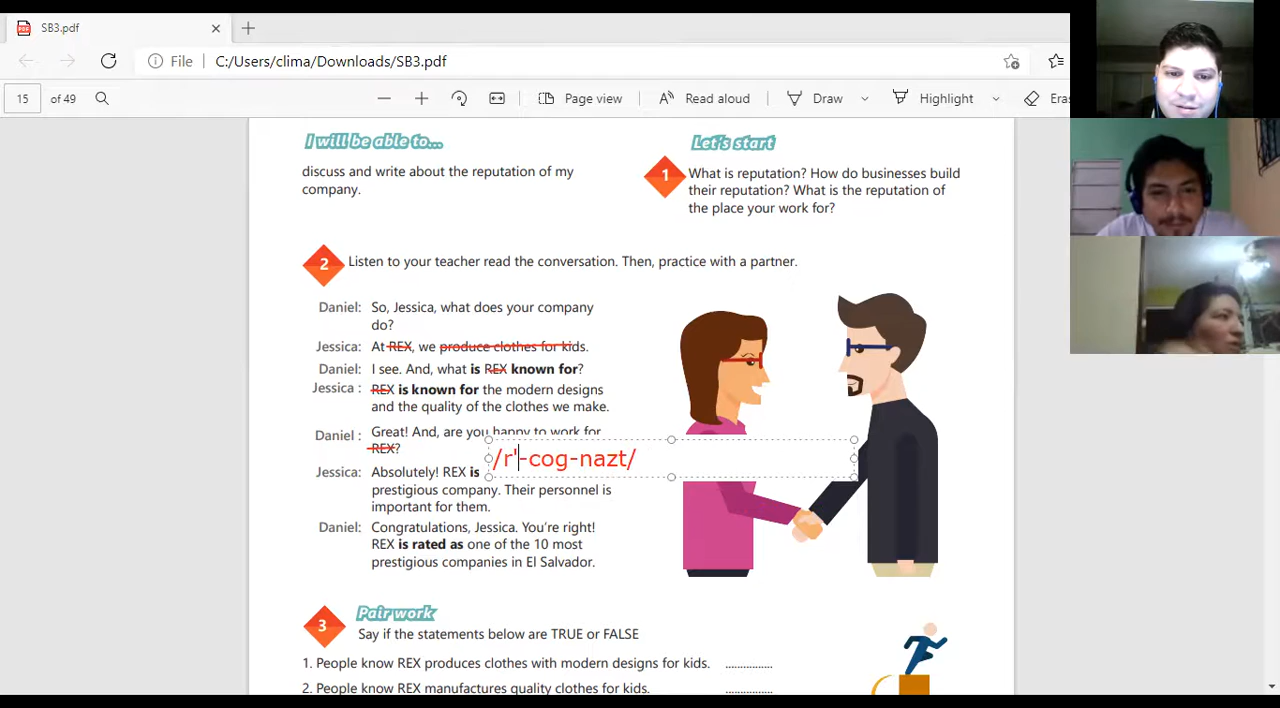 SB3.pdf
File
C:/Users/clima/Downloads/SB3.pdf
15 of 49
Page view
Read aloud
Draw
Highlight
Eras
I will be able to...
discuss and write about the reputation of my
company.
Let's start
1
What is reputation? How do businesses build
their reputation? What is the reputation of
the place your work for?
2
Listen to your teacher read the conversation. Then, practice with a partner.
Daniel: So, Jessica, what does your company
do?
Jessica: At REX, we produce clothes for kids.
Daniel: I see. And, what is REX known for?
Jessica : REX is known for the modern designs
and the quality of the clothes we make.
Daniel : Great! And, are you happy to work for
REX?
/r'-cog-nazt/
Jessica: Absolutely! REX is
prestigious company. Their personnel is
important for them.
Daniel: Congratulations, Jessica. You're right!
REX is rated as one of the 10 most
prestigious companies in El Salvador.
3
Pair work
Say if the statements below are TRUE or FALSE
1. People know REX produces clothes with modern designs for kids. ................
2. People know REX manufactures quality clothes for kids. ................